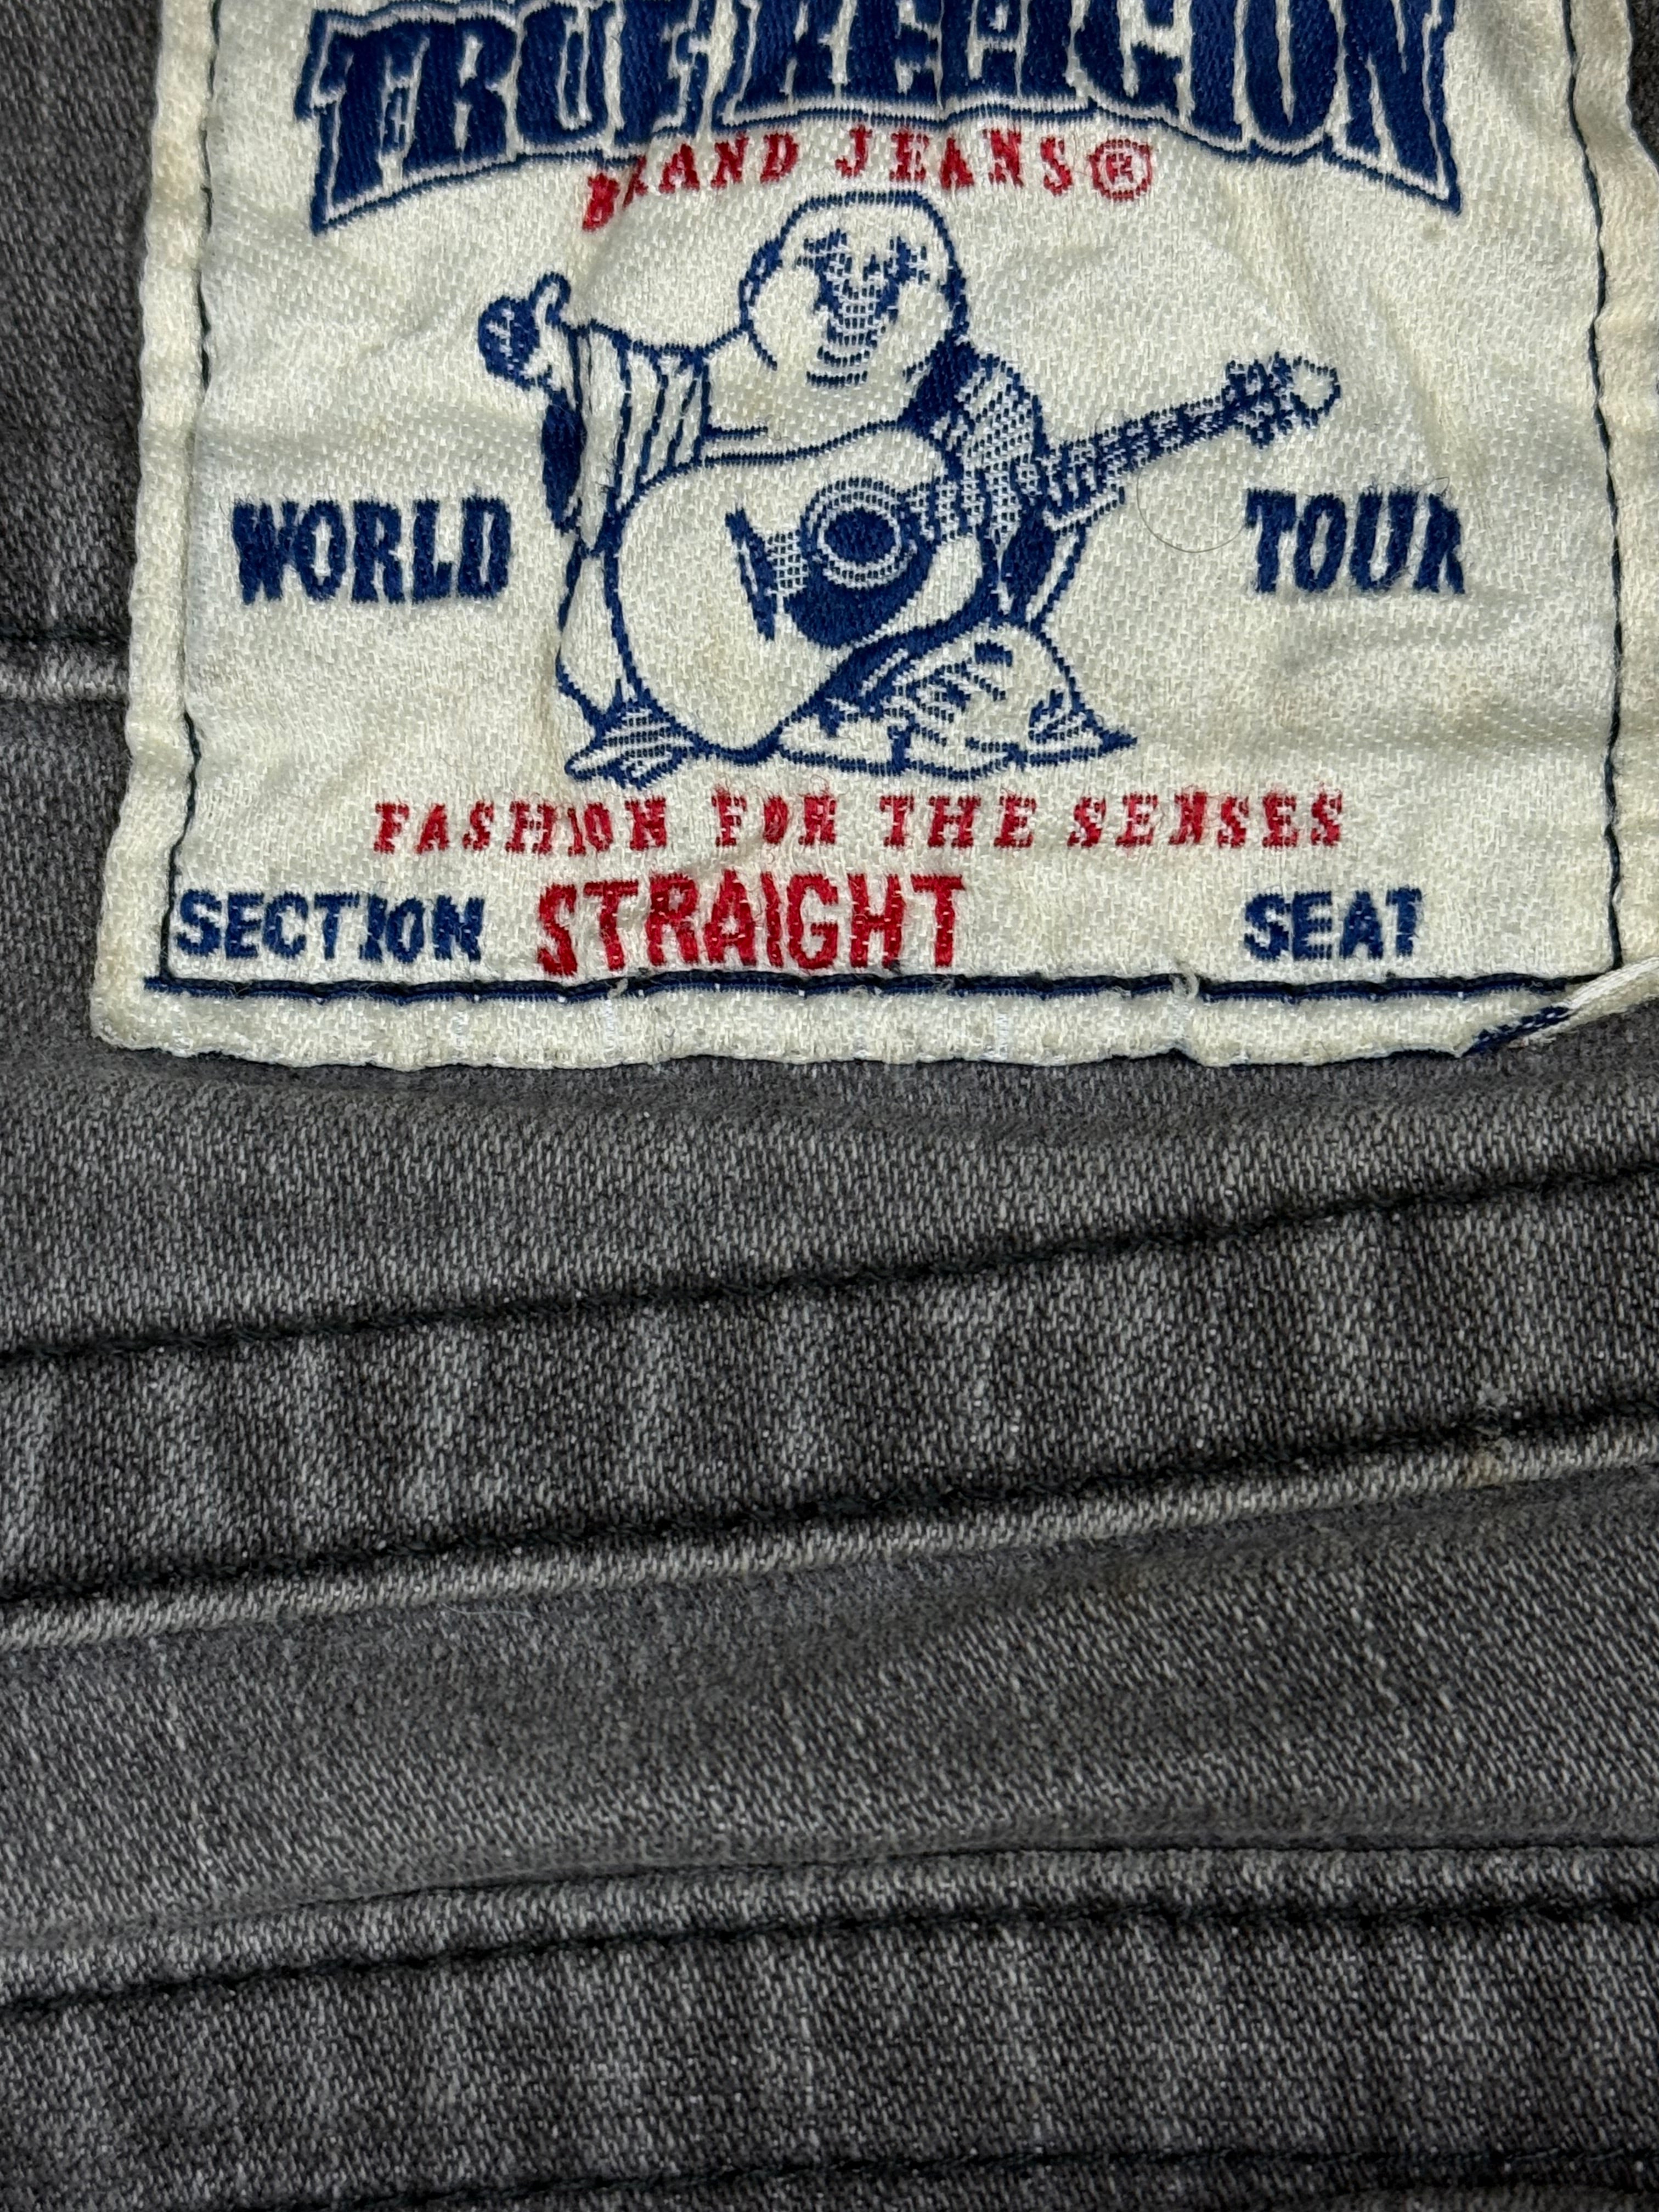 TRUE RELIGION
BRAND JEANS®
WORLD TOUR
FASHION FOR THE SENSES
SECTION STRAIGHT SEAT